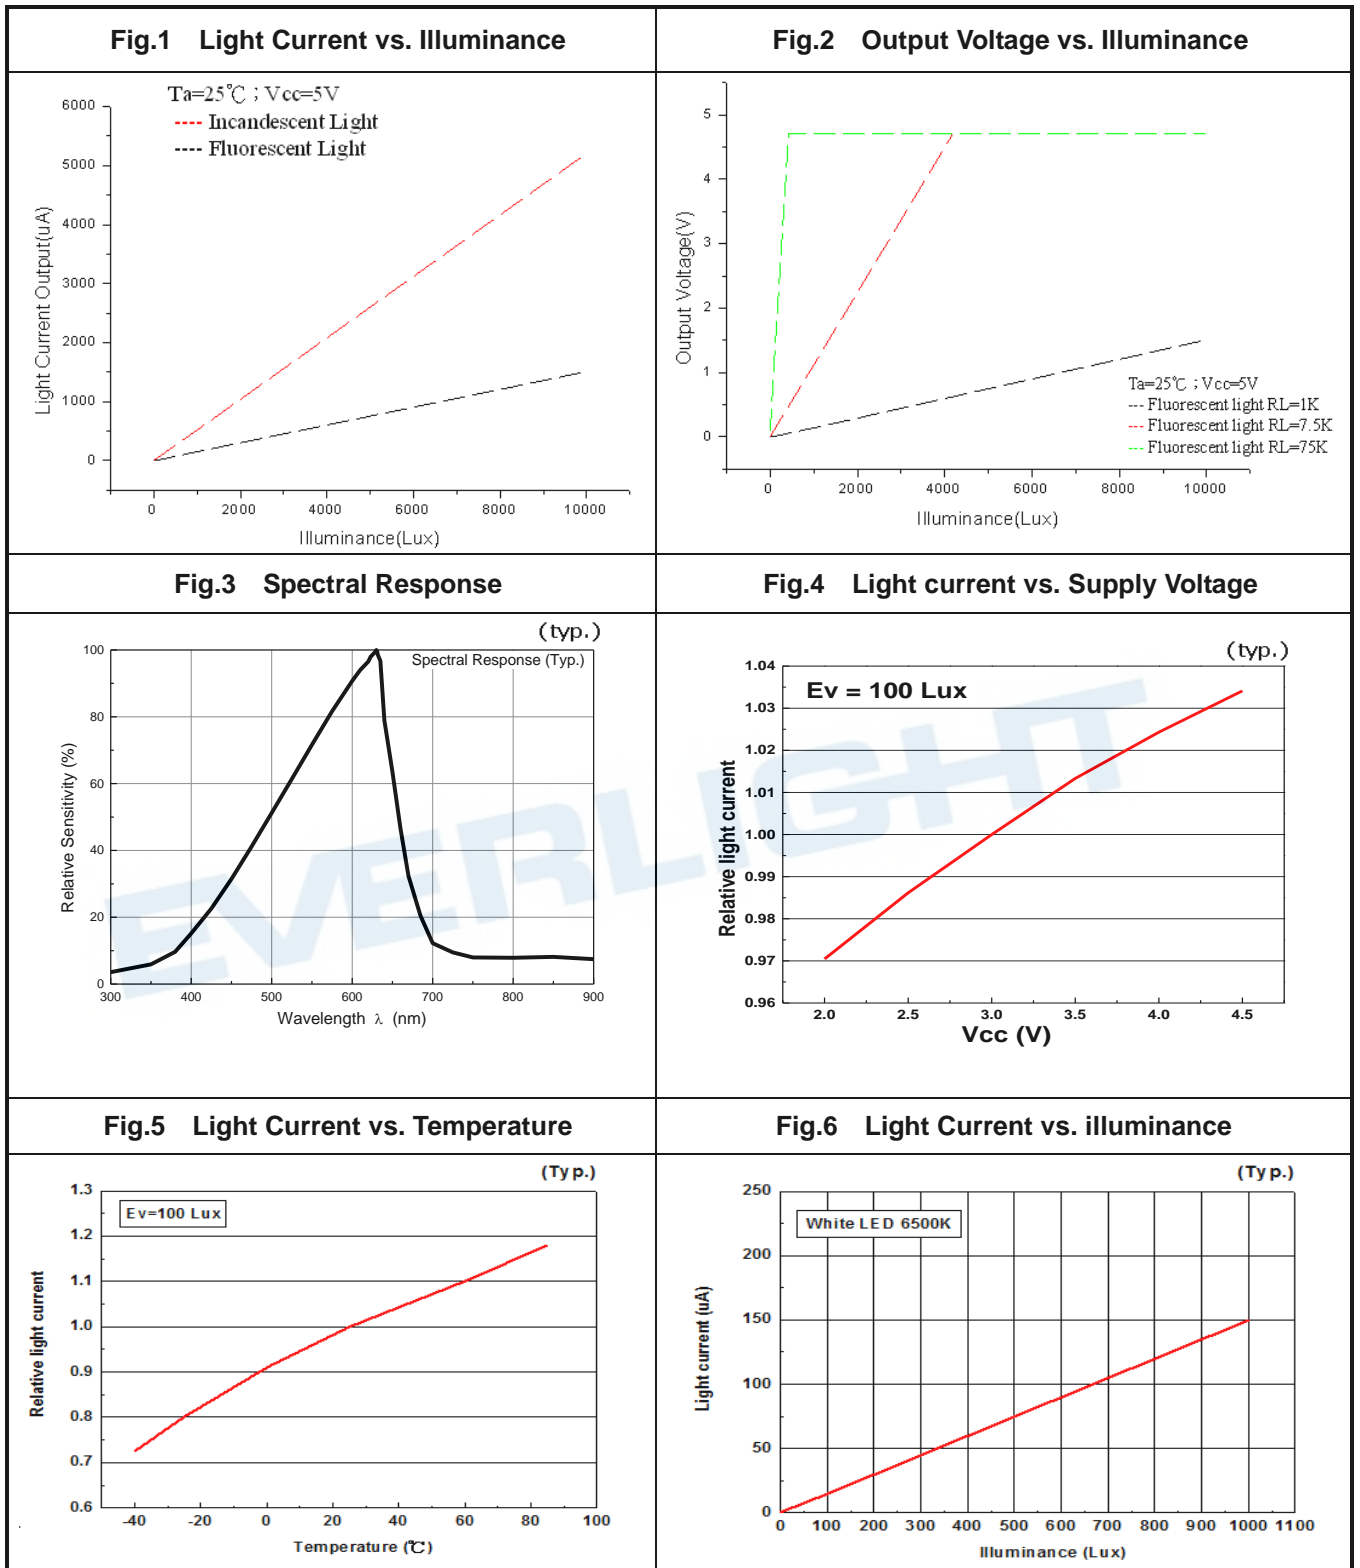 Fig.1 Light Current vs. Illuminance
Fig.2 Output Voltage vs. Illuminance
Ta=25℃ ; Vcc=5V
---- Incandescent Light
---- Fluorescent Light
6000
5000
4000
3000
2000
1000
0
Light Current Output(uA)
0 2000 4000 6000 8000 10000
Illuminance(Lux)
5
4
3
2
1
0
Output Voltage(V)
Ta=25℃ ; Vcc=5V
--- Fluorescent light RL=1K
--- Fluorescent light RL=7.5K
--- Fluorescent light RL=75K
0 2000 4000 6000 8000 10000
Illuminance(Lux)
Fig.3 Spectral Response
Fig.4 Light current vs. Supply Voltage
(typ.)
Spectral Response (Typ.)
100
80
60
40
20
0
Relative Sensitivity (%)
300 400 500 600 700 800 900
Wavelength λ (nm)
(typ.)
Ev = 100 Lux
1.04
1.03
1.02
1.01
1.00
0.99
0.98
0.97
0.96
Relative light current
2.0 2.5 3.0 3.5 4.0 4.5
Vcc (V)
EVERLIGHT
Fig.5 Light Current vs. Temperature
Fig.6 Light Current vs. illuminance
(Typ.)
Ev=100 Lux
1.3
1.2
1.1
1.0
0.9
0.8
0.7
0.6
Relative light current
-40 -20 0 20 40 60 80 100
Temperature (℃)
(Typ.)
White LED 6500K
250
200
150
100
50
0
Light current (uA)
0 100 200 300 400 500 600 700 800 900 1000 1100
Illuminance (Lux)